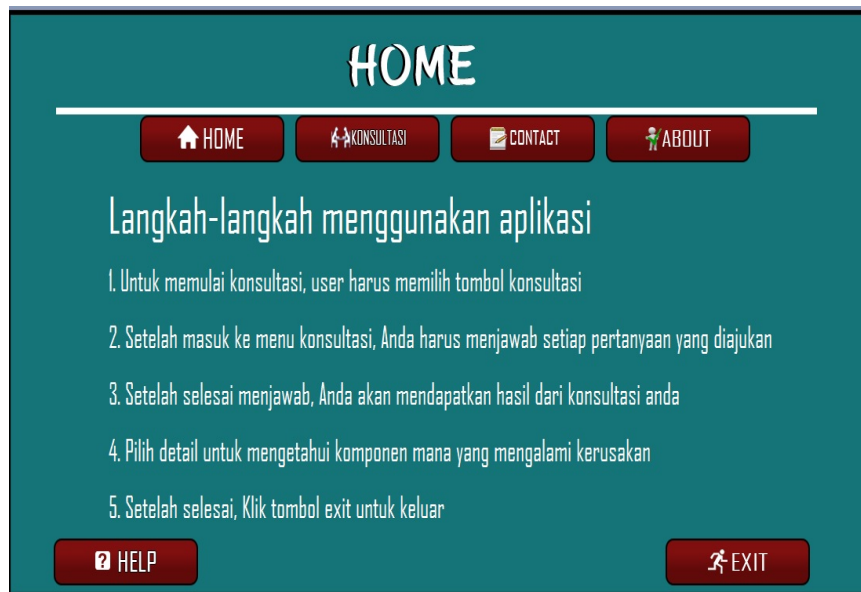 HOME
HOME
KONSULTASI
CONTACT
ABOUT
Langkah-langkah menggunakan aplikasi
1. Untuk memulai konsultasi, user harus memilih tombol konsultasi
2. Setelah masuk ke menu konsultasi, Anda harus menjawab setiap pertanyaan yang diajukan
3. Setelah selesai menjawab, Anda akan mendapatkan hasil dari konsultasi anda
4. Pilih detail untuk mengetahui komponen mana yang mengalami kerusakan
5. Setelah selesai, Klik tombol exit untuk keluar
? HELP
EXIT